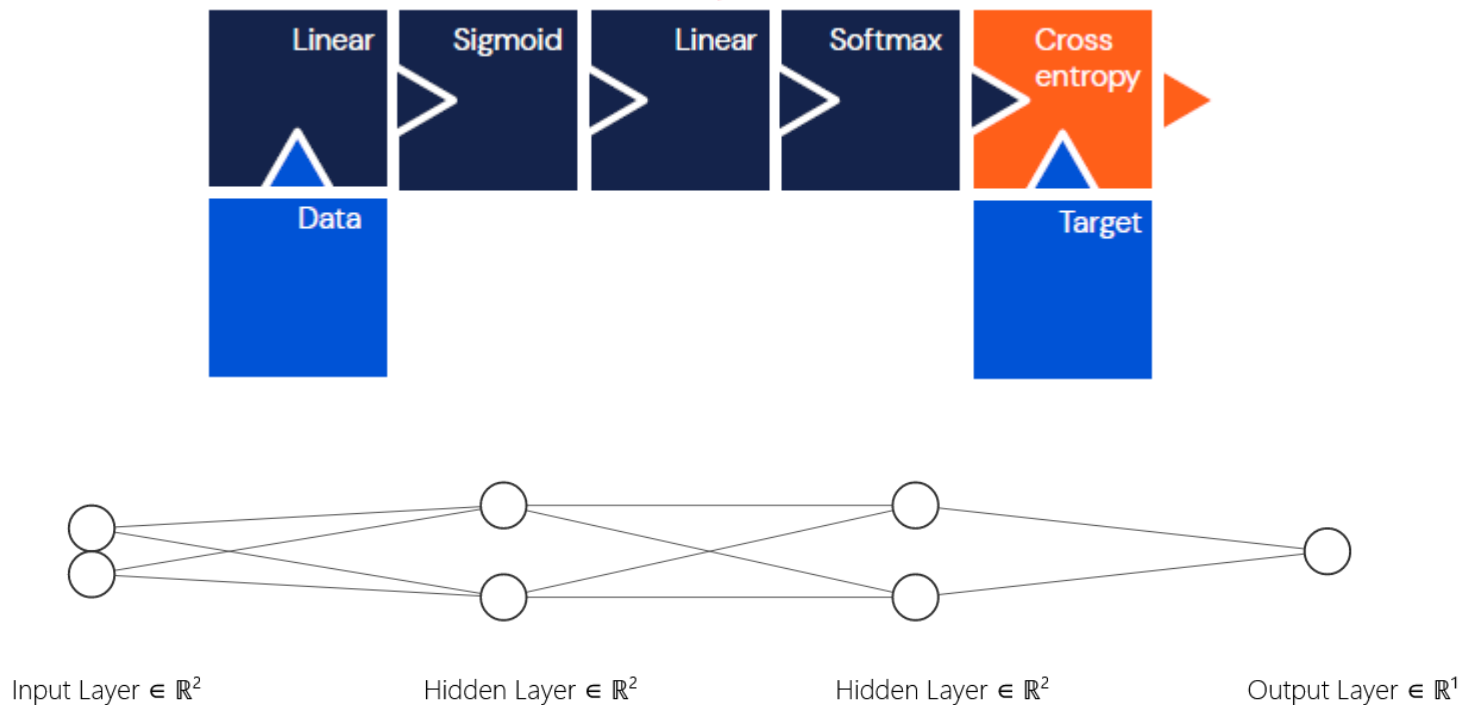 Linear
Sigmoid
Linear
Softmax
Cross
entropy
Data
Target
Input Layer ∈ ℝ²
Hidden Layer ∈ ℝ²
Hidden Layer ∈ ℝ²
Output Layer ∈ ℝ¹